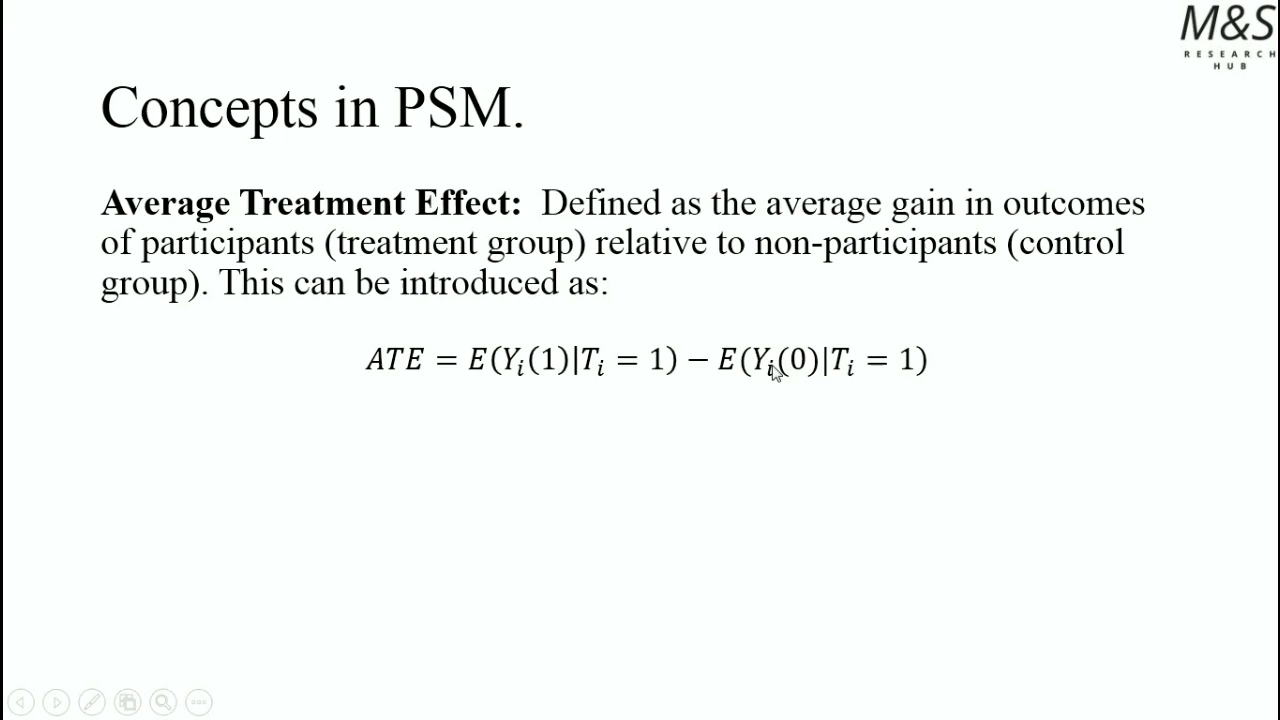 M&S
RESEARCH
HUB
Concepts in PSM.
Average Treatment Effect: Defined as the average gain in outcomes
of participants (treatment group) relative to non-participants (control
group). This can be introduced as:
ATE = E(Yᵢ(1)|Tᵢ = 1) − E(Yᵢ(0)|Tᵢ = 1)